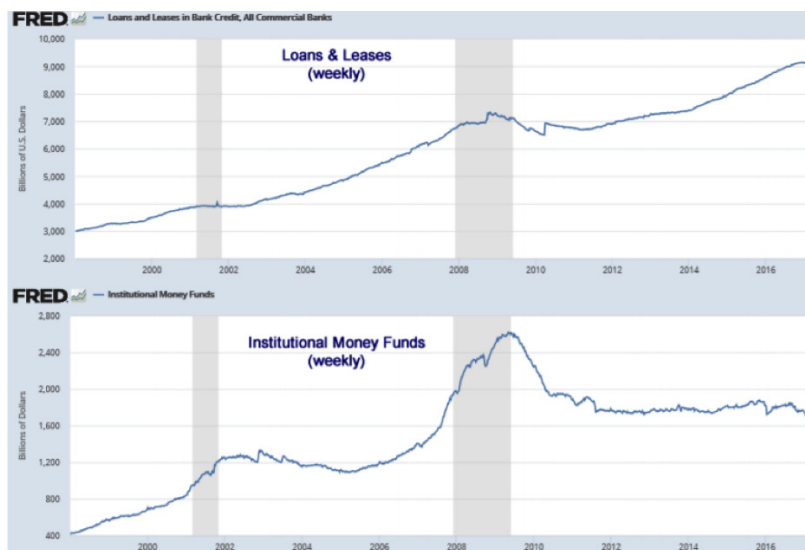 FRED — Loans and Leases in Bank Credit, All Commercial Banks
Loans & Leases
(weekly)
Billions of U.S. Dollars
10,000
9,000
8,000
7,000
6,000
5,000
4,000
3,000
2,000
2000 2002 2004 2006 2008 2010 2012 2014 2016
FRED — Institutional Money Funds
Institutional Money Funds
(weekly)
Billions of Dollars
2,800
2,400
2,000
1,600
1,200
800
400
2000 2002 2004 2006 2008 2010 2012 2014 2016